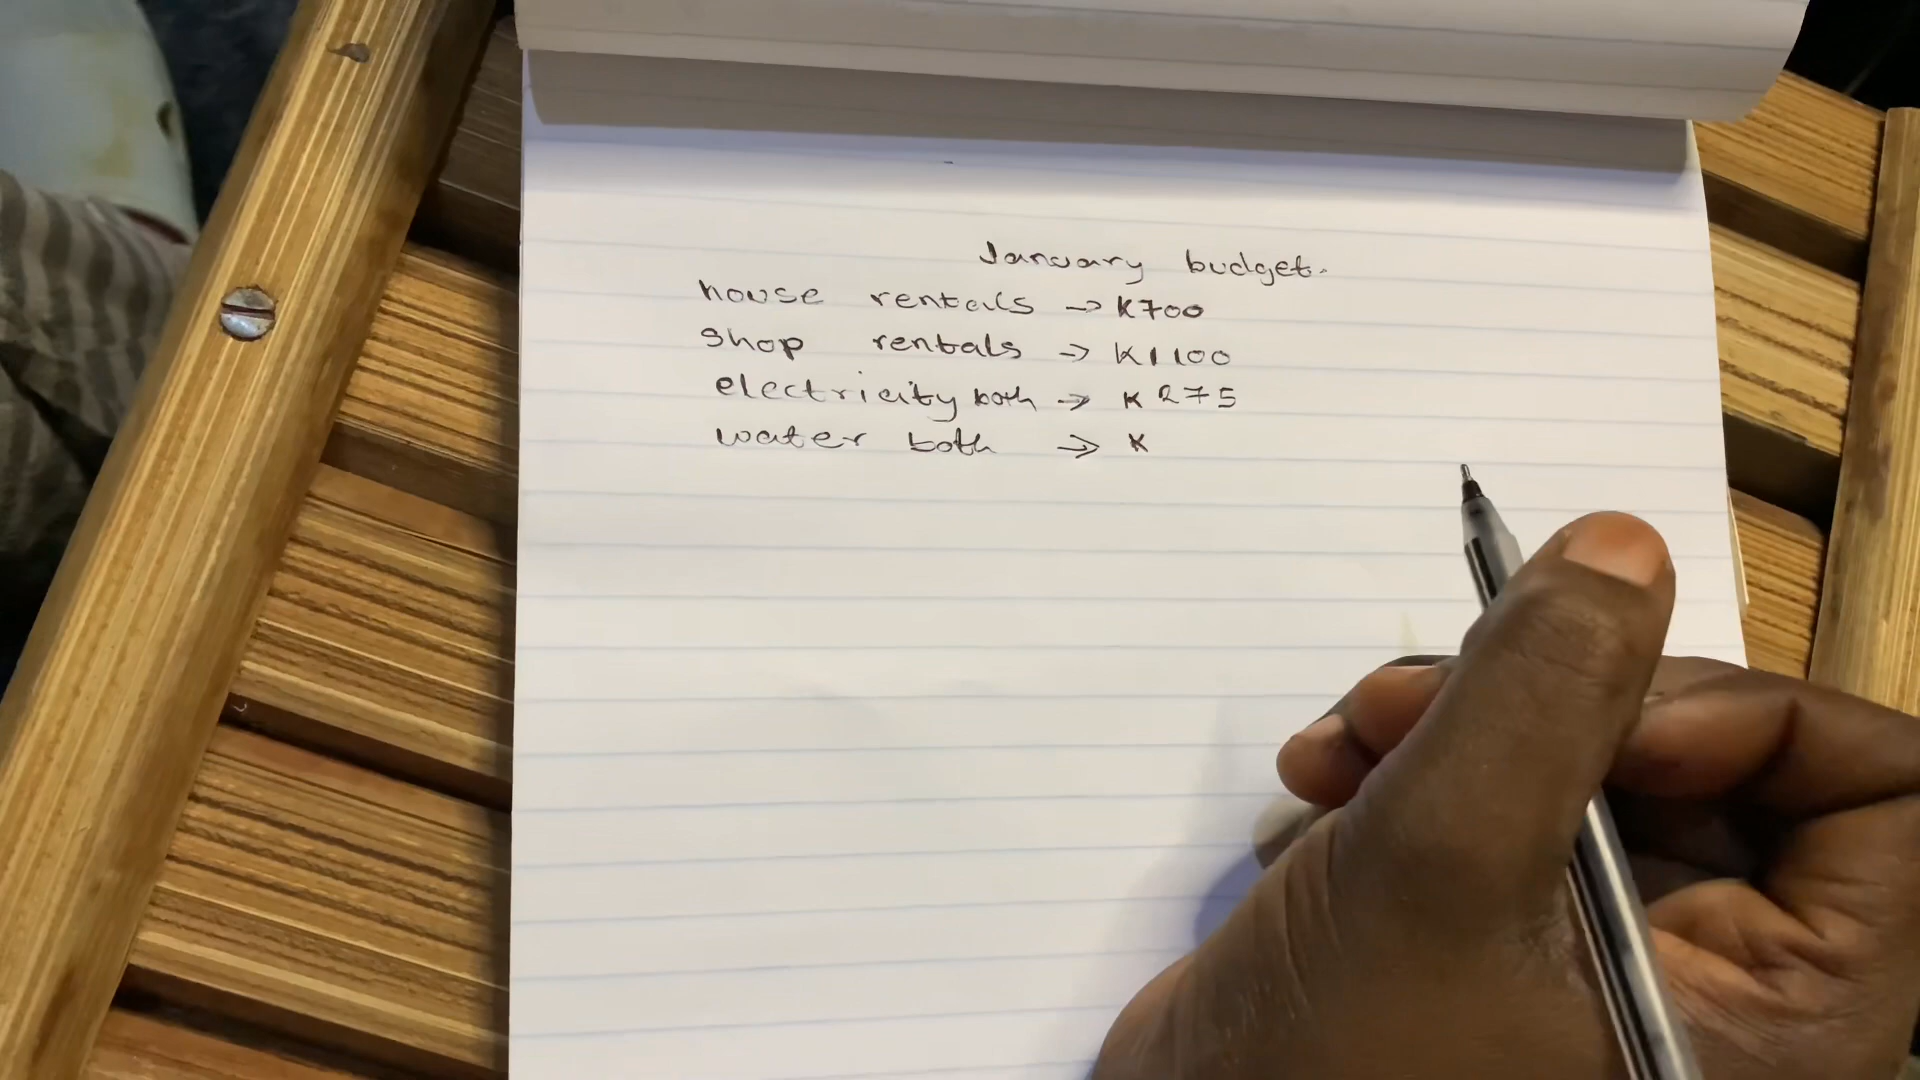 January budget.
house rentals → K700
shop rentals → K1100
electricity both → K275
water both → K